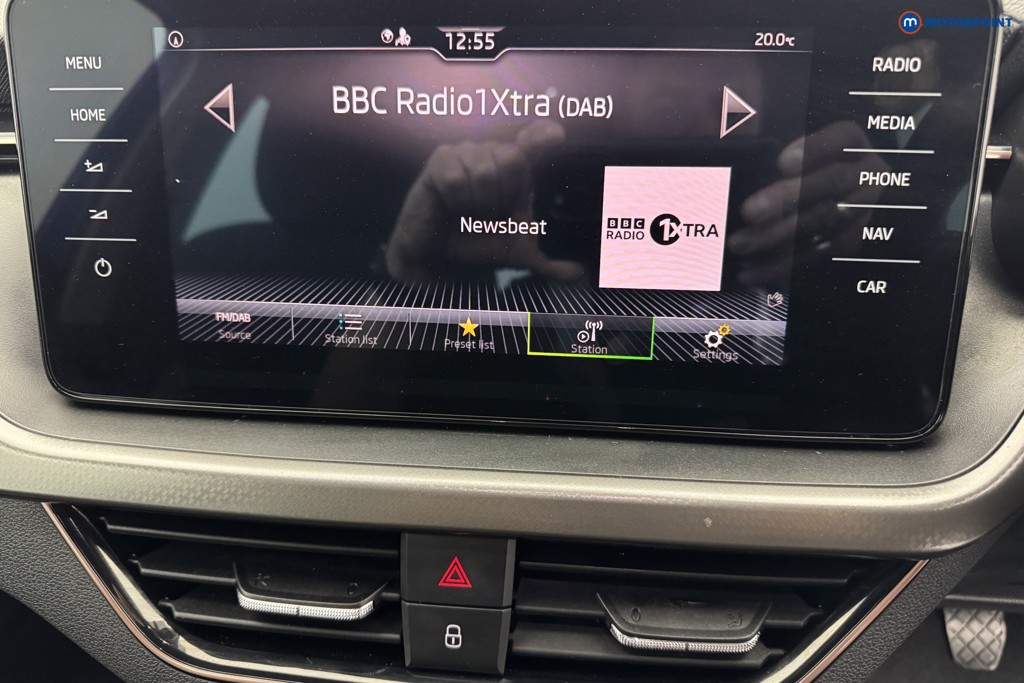 MOTORPOINT
12:55
20.0°C
MENU
HOME
RADIO
MEDIA
PHONE
NAV
CAR
BBC Radio1Xtra (DAB)
Newsbeat
BBC
RADIO 1XTRA
FM/DAB
Source
Station list
Preset list
Station
Settings